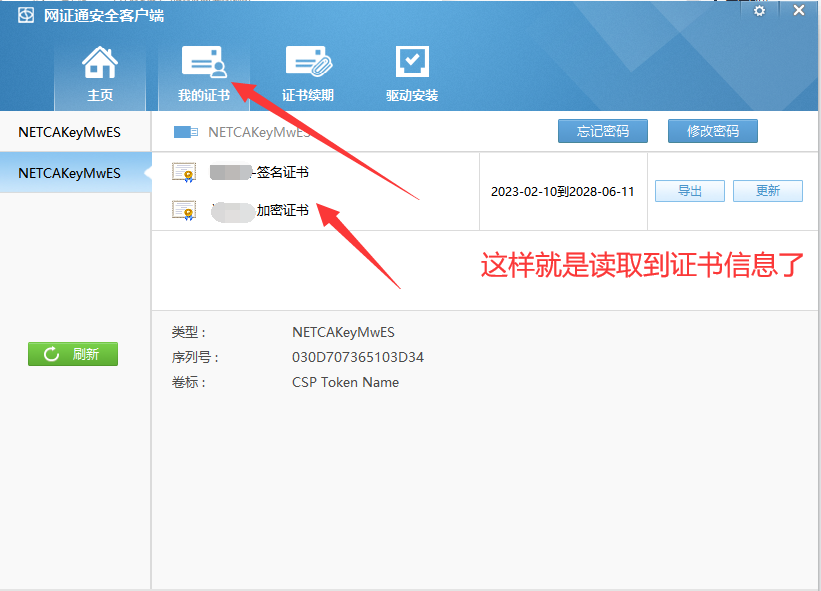 网证通安全客户端
主页
我的证书
证书续期
驱动安装
NETCAKeyMwES
NETCAKeyMwES
忘记密码
修改密码
NETCAKeyMwES
-签名证书
加密证书
2023-02-10到2028-06-11
导出
更新
这样就是读取到证书信息了
刷新
类型： NETCAKeyMwES
序列号： 030D707365103D34
卷标： CSP Token Name